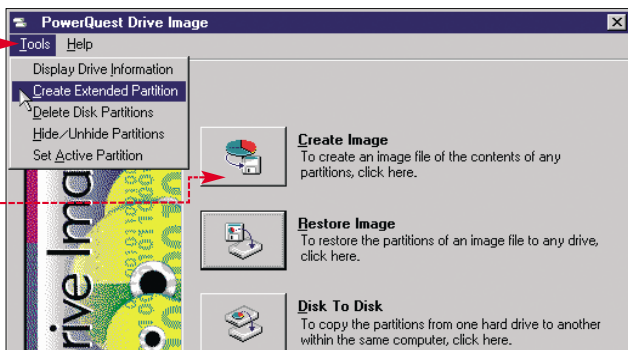 PowerQuest Drive Image
Tools Help
Display Drive Information
Create Extended Partition
Delete Disk Partitions
Hide/Unhide Partitions
Set Active Partition
Create Image
To create an image file of the contents of any
partitions, click here.
Restore Image
To restore the partitions of an image file to any drive,
click here.
Disk To Disk
To copy the partitions from one hard drive to another
within the same computer, click here.
rive Ima